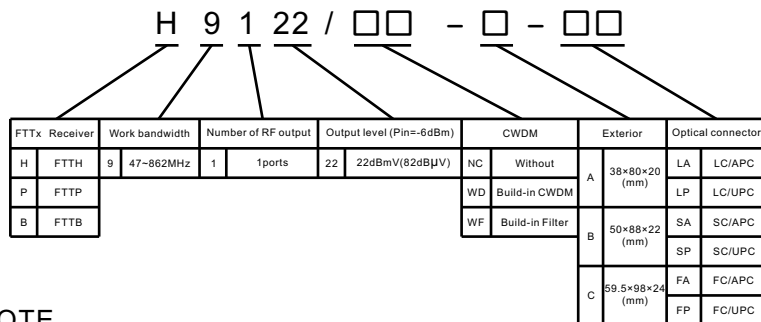 H 9 1 22 / □□ – □ – □□
FTTx Receiver Work bandwidth Number of RF output Output level (Pin=-6dBm) CWDM Exterior Optical connector
H FTTH 9 47~862MHz 1 1ports 22 22dBmV(82dBμV) NC Without A 38×80×20 (mm) LA LC/APC
P FTTP WD Build-in CWDM LP LC/UPC
B FTTB WF Build-in Filter B 50×88×22 (mm) SA SC/APC
SP SC/UPC
C 59.5×98×24 (mm) FA FC/APC
FP FC/UPC